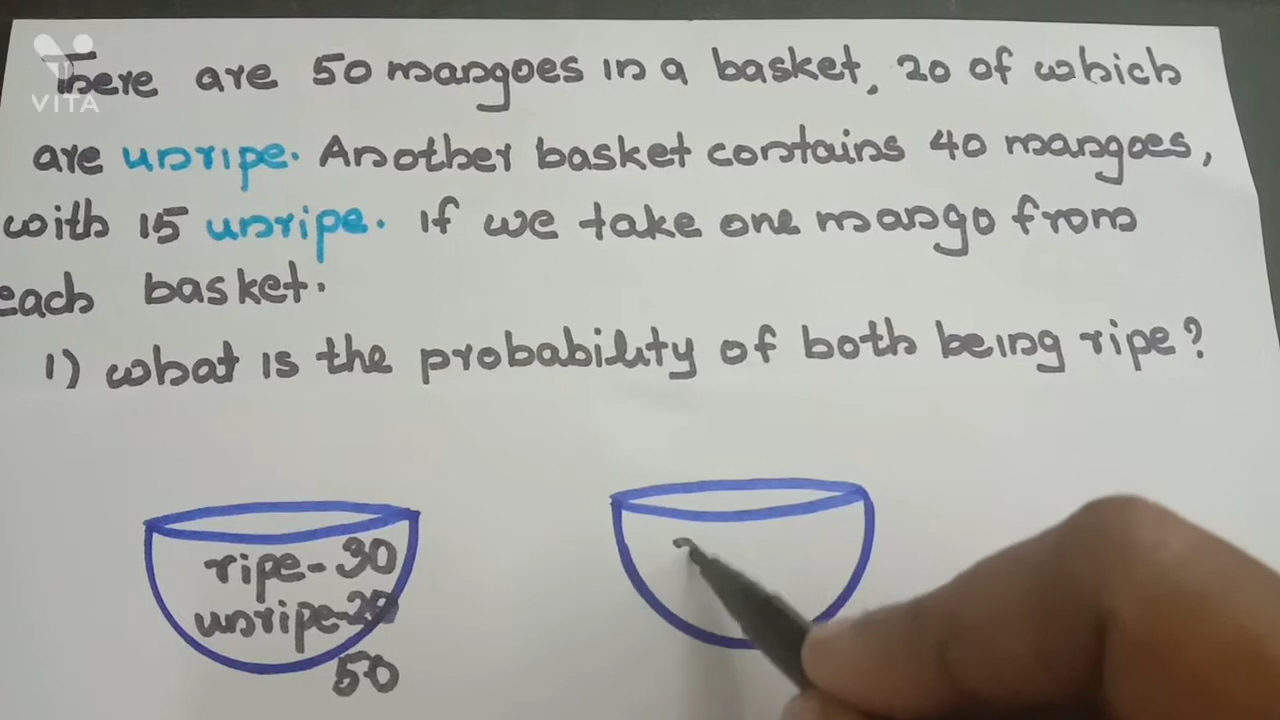 There are 50 mangoes in a basket, 20 of which
VITA
are unripe. Another basket contains 40 mangoes,
with 15 unripe. If we take one mango from
each basket.
1) what is the probability of both being ripe?
ripe-30
unripe-20
50